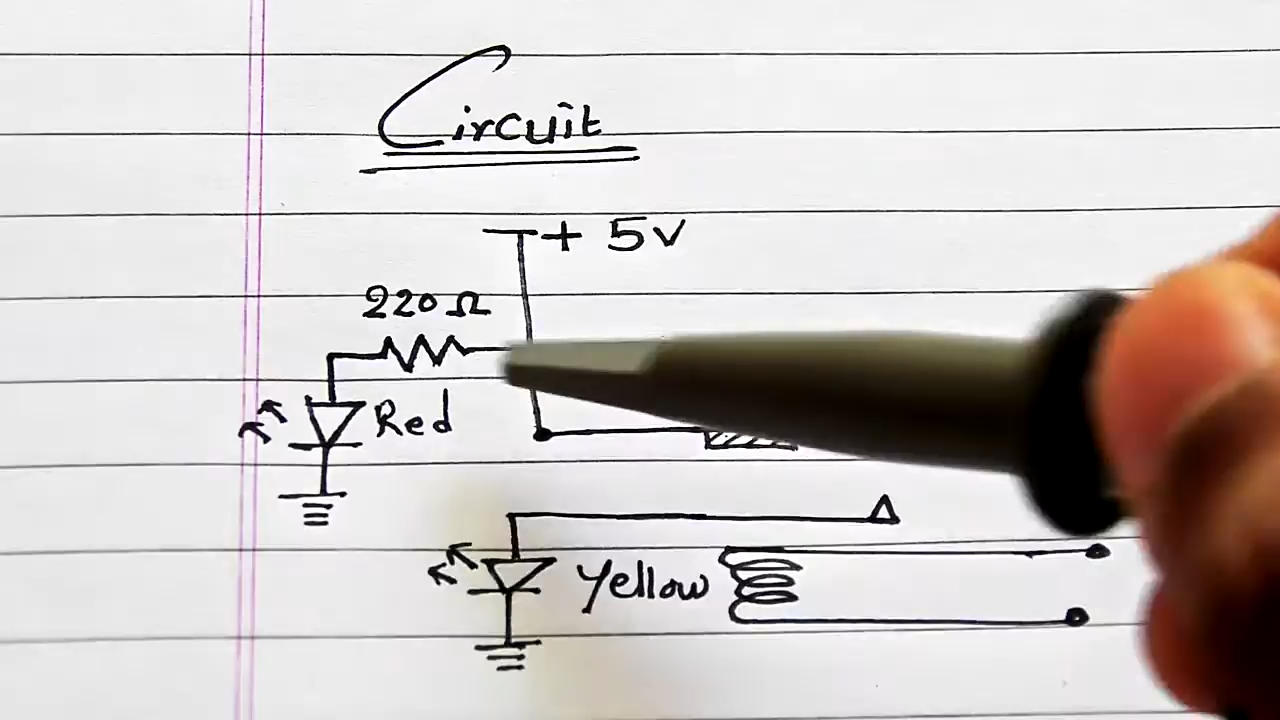 Circuit
+ 5v
220 Ω
Red
Yellow